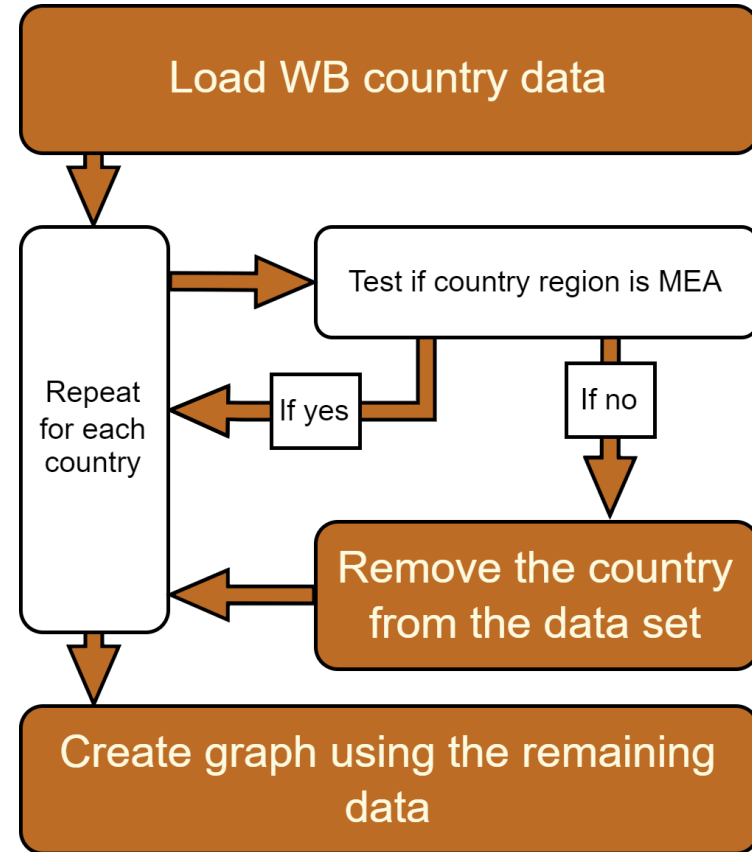 Load WB country data
Test if country region is MEA
Repeat
for each
country
If yes
If no
Remove the country
from the data set
Create graph using the remaining
data